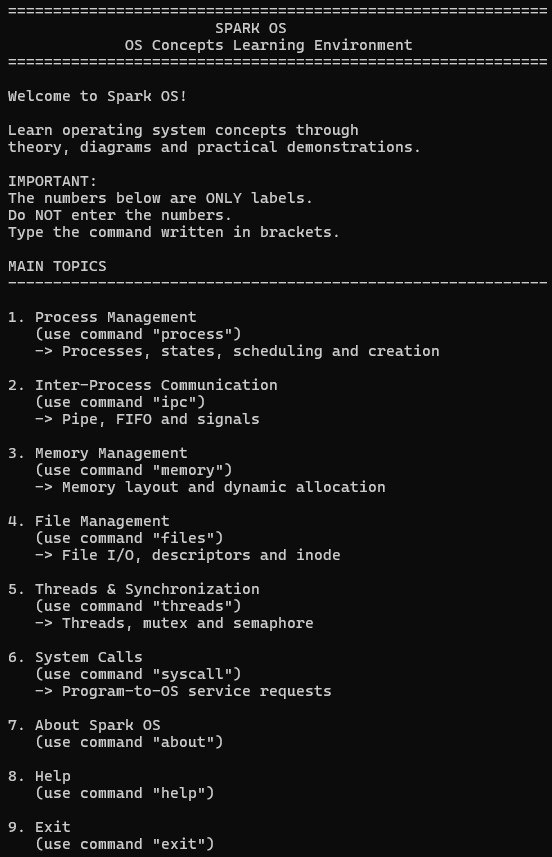 ============================================================
SPARK OS
OS Concepts Learning Environment
============================================================
Welcome to Spark OS!
Learn operating system concepts through
theory, diagrams and practical demonstrations.
IMPORTANT:
The numbers below are ONLY labels.
Do NOT enter the numbers.
Type the command written in brackets.
MAIN TOPICS
------------------------------------------------------------
1. Process Management
(use command "process")
-> Processes, states, scheduling and creation
2. Inter-Process Communication
(use command "ipc")
-> Pipe, FIFO and signals
3. Memory Management
(use command "memory")
-> Memory layout and dynamic allocation
4. File Management
(use command "files")
-> File I/O, descriptors and inode
5. Threads & Synchronization
(use command "threads")
-> Threads, mutex and semaphore
6. System Calls
(use command "syscall")
-> Program-to-OS service requests
7. About Spark OS
(use command "about")
8. Help
(use command "help")
9. Exit
(use command "exit")